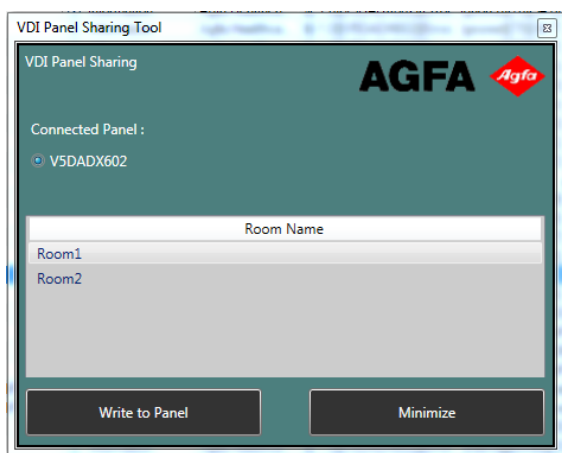 VDI Panel Sharing Tool
VDI Panel Sharing
AGFA Agfa
Connected Panel :
V5DADX602
Room Name
Room1
Room2
Write to Panel
Minimize